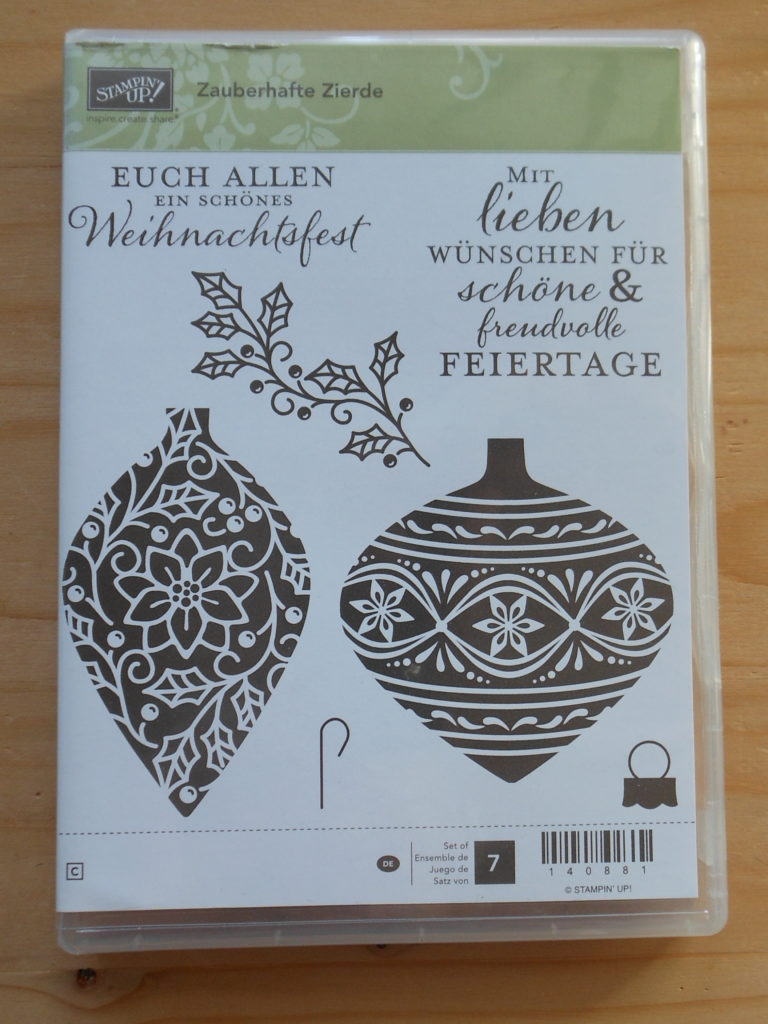 STAMPIN' UP!
inspire.create.share.®
Zauberhafte Zierde
EUCH ALLEN
EIN SCHÖNES
Weihnachtsfest
MIT
lieben
WÜNSCHEN FÜR
schöne &
freudvolle
FEIERTAGE
C
DE
Set of
Ensemble de
Juego de
Satz von
7
140881
© STAMPIN' UP!